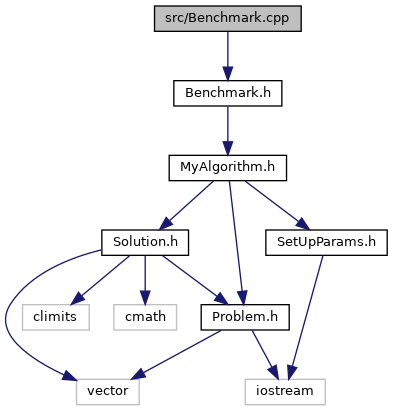 src/Benchmark.cpp
Benchmark.h
MyAlgorithm.h
Solution.h
SetUpParams.h
climits
cmath
Problem.h
vector
iostream